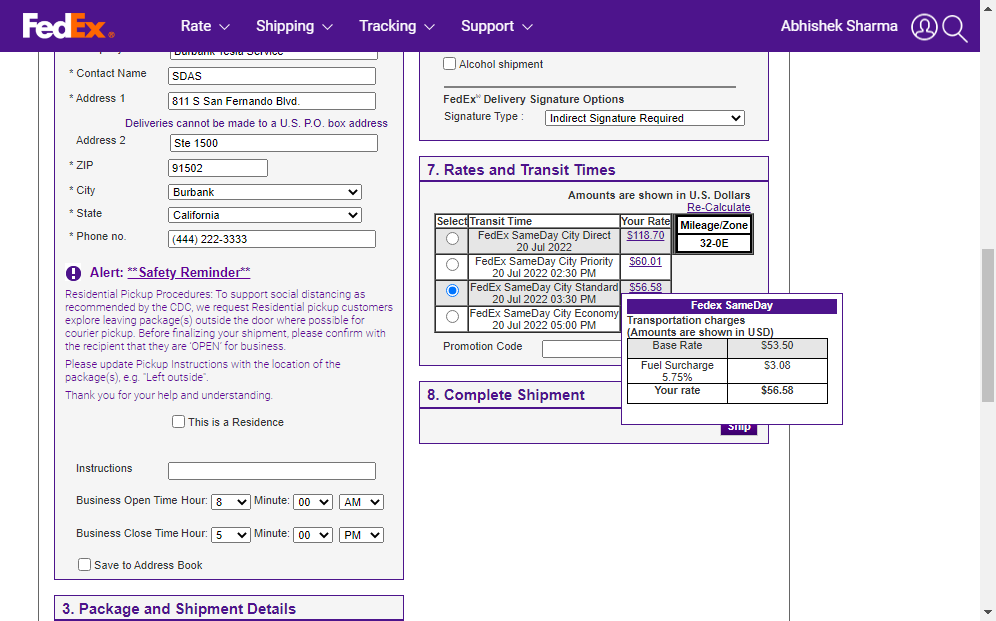 FedEx®
Rate
Shipping
Tracking
Support
Abhishek Sharma
* Contact Name SDAS
* Address 1 811 S San Fernando Blvd.
Deliveries cannot be made to a U.S. P.O. box address
Address 2 Ste 1500
* ZIP 91502
* City Burbank
* State California
* Phone no. (444) 222-3333
Alert: **Safety Reminder**
Residential Pickup Procedures: To support social distancing as
recommended by the CDC, we request Residential pickup customers
explore leaving package(s) outside the door where possible for
courier pickup. Before finalizing your shipment, please confirm with
the recipient that they are 'OPEN' for business.
Please update Pickup Instructions with the location of the
package(s), e.g. "Left outside".
Thank you for your help and understanding.
This is a Residence
Instructions
Business Open Time Hour: 8 Minute: 00 AM
Business Close Time Hour: 5 Minute: 00 PM
Save to Address Book
3. Package and Shipment Details
Alcohol shipment
FedEx® Delivery Signature Options
Signature Type : Indirect Signature Required
7. Rates and Transit Times
Amounts are shown in U.S. Dollars
Re-Calculate
Select Transit Time Your Rate
Mileage/Zone
32-0E
FedEx SameDay City Direct $118.70
20 Jul 2022
FedEx SameDay City Priority $60.01
20 Jul 2022 02:30 PM
FedEx SameDay City Standard $56.58
20 Jul 2022 03:30 PM
FedEx SameDay City Economy
20 Jul 2022 05:00 PM
Promotion Code
Fedex SameDay
Transportation charges
(Amounts are shown in USD)
Base Rate $53.50
Fuel Surcharge $3.08
5.75%
Your rate $56.58
8. Complete Shipment
Ship